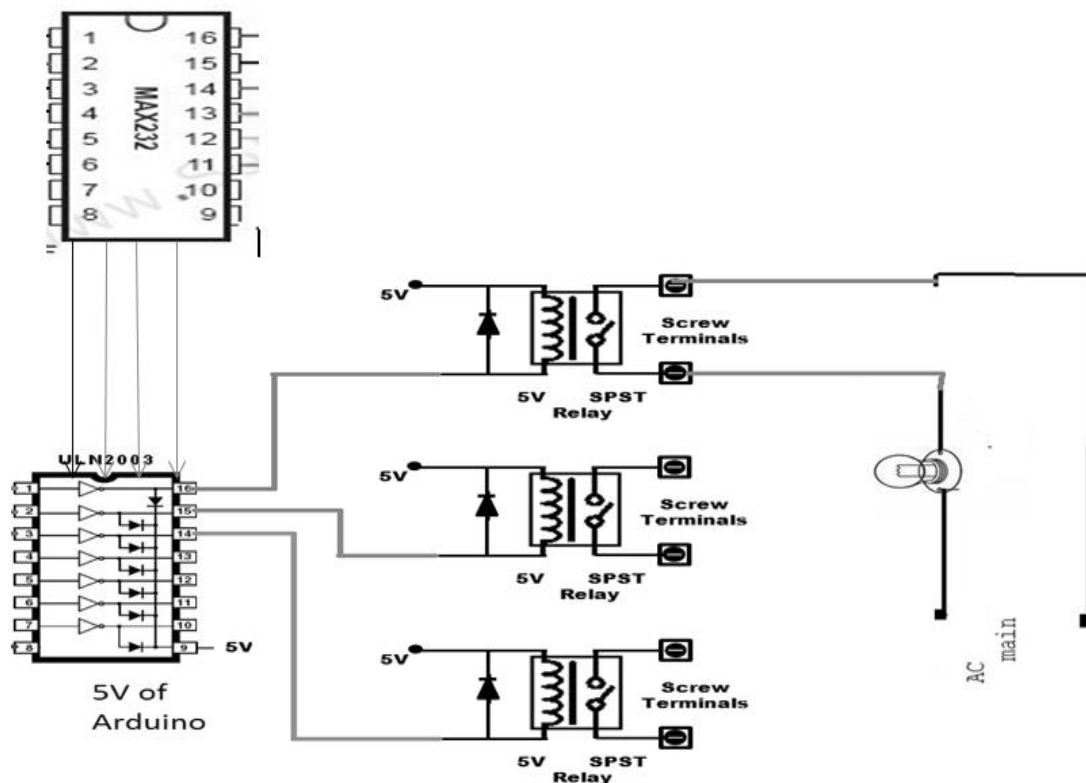 1 16
2 15
3 14
4 13
5 12
6 11
7 10
8 9
MAX232
5V
Screw
Terminals
5V SPST
Relay
ULN2003
1 16
2 15
3 14
4 13
5 12
6 11
7 10
8 9
5V
5V of
Arduino
5V
Screw
Terminals
5V SPST
Relay
5V
Screw
Terminals
5V SPST
Relay
AC
main